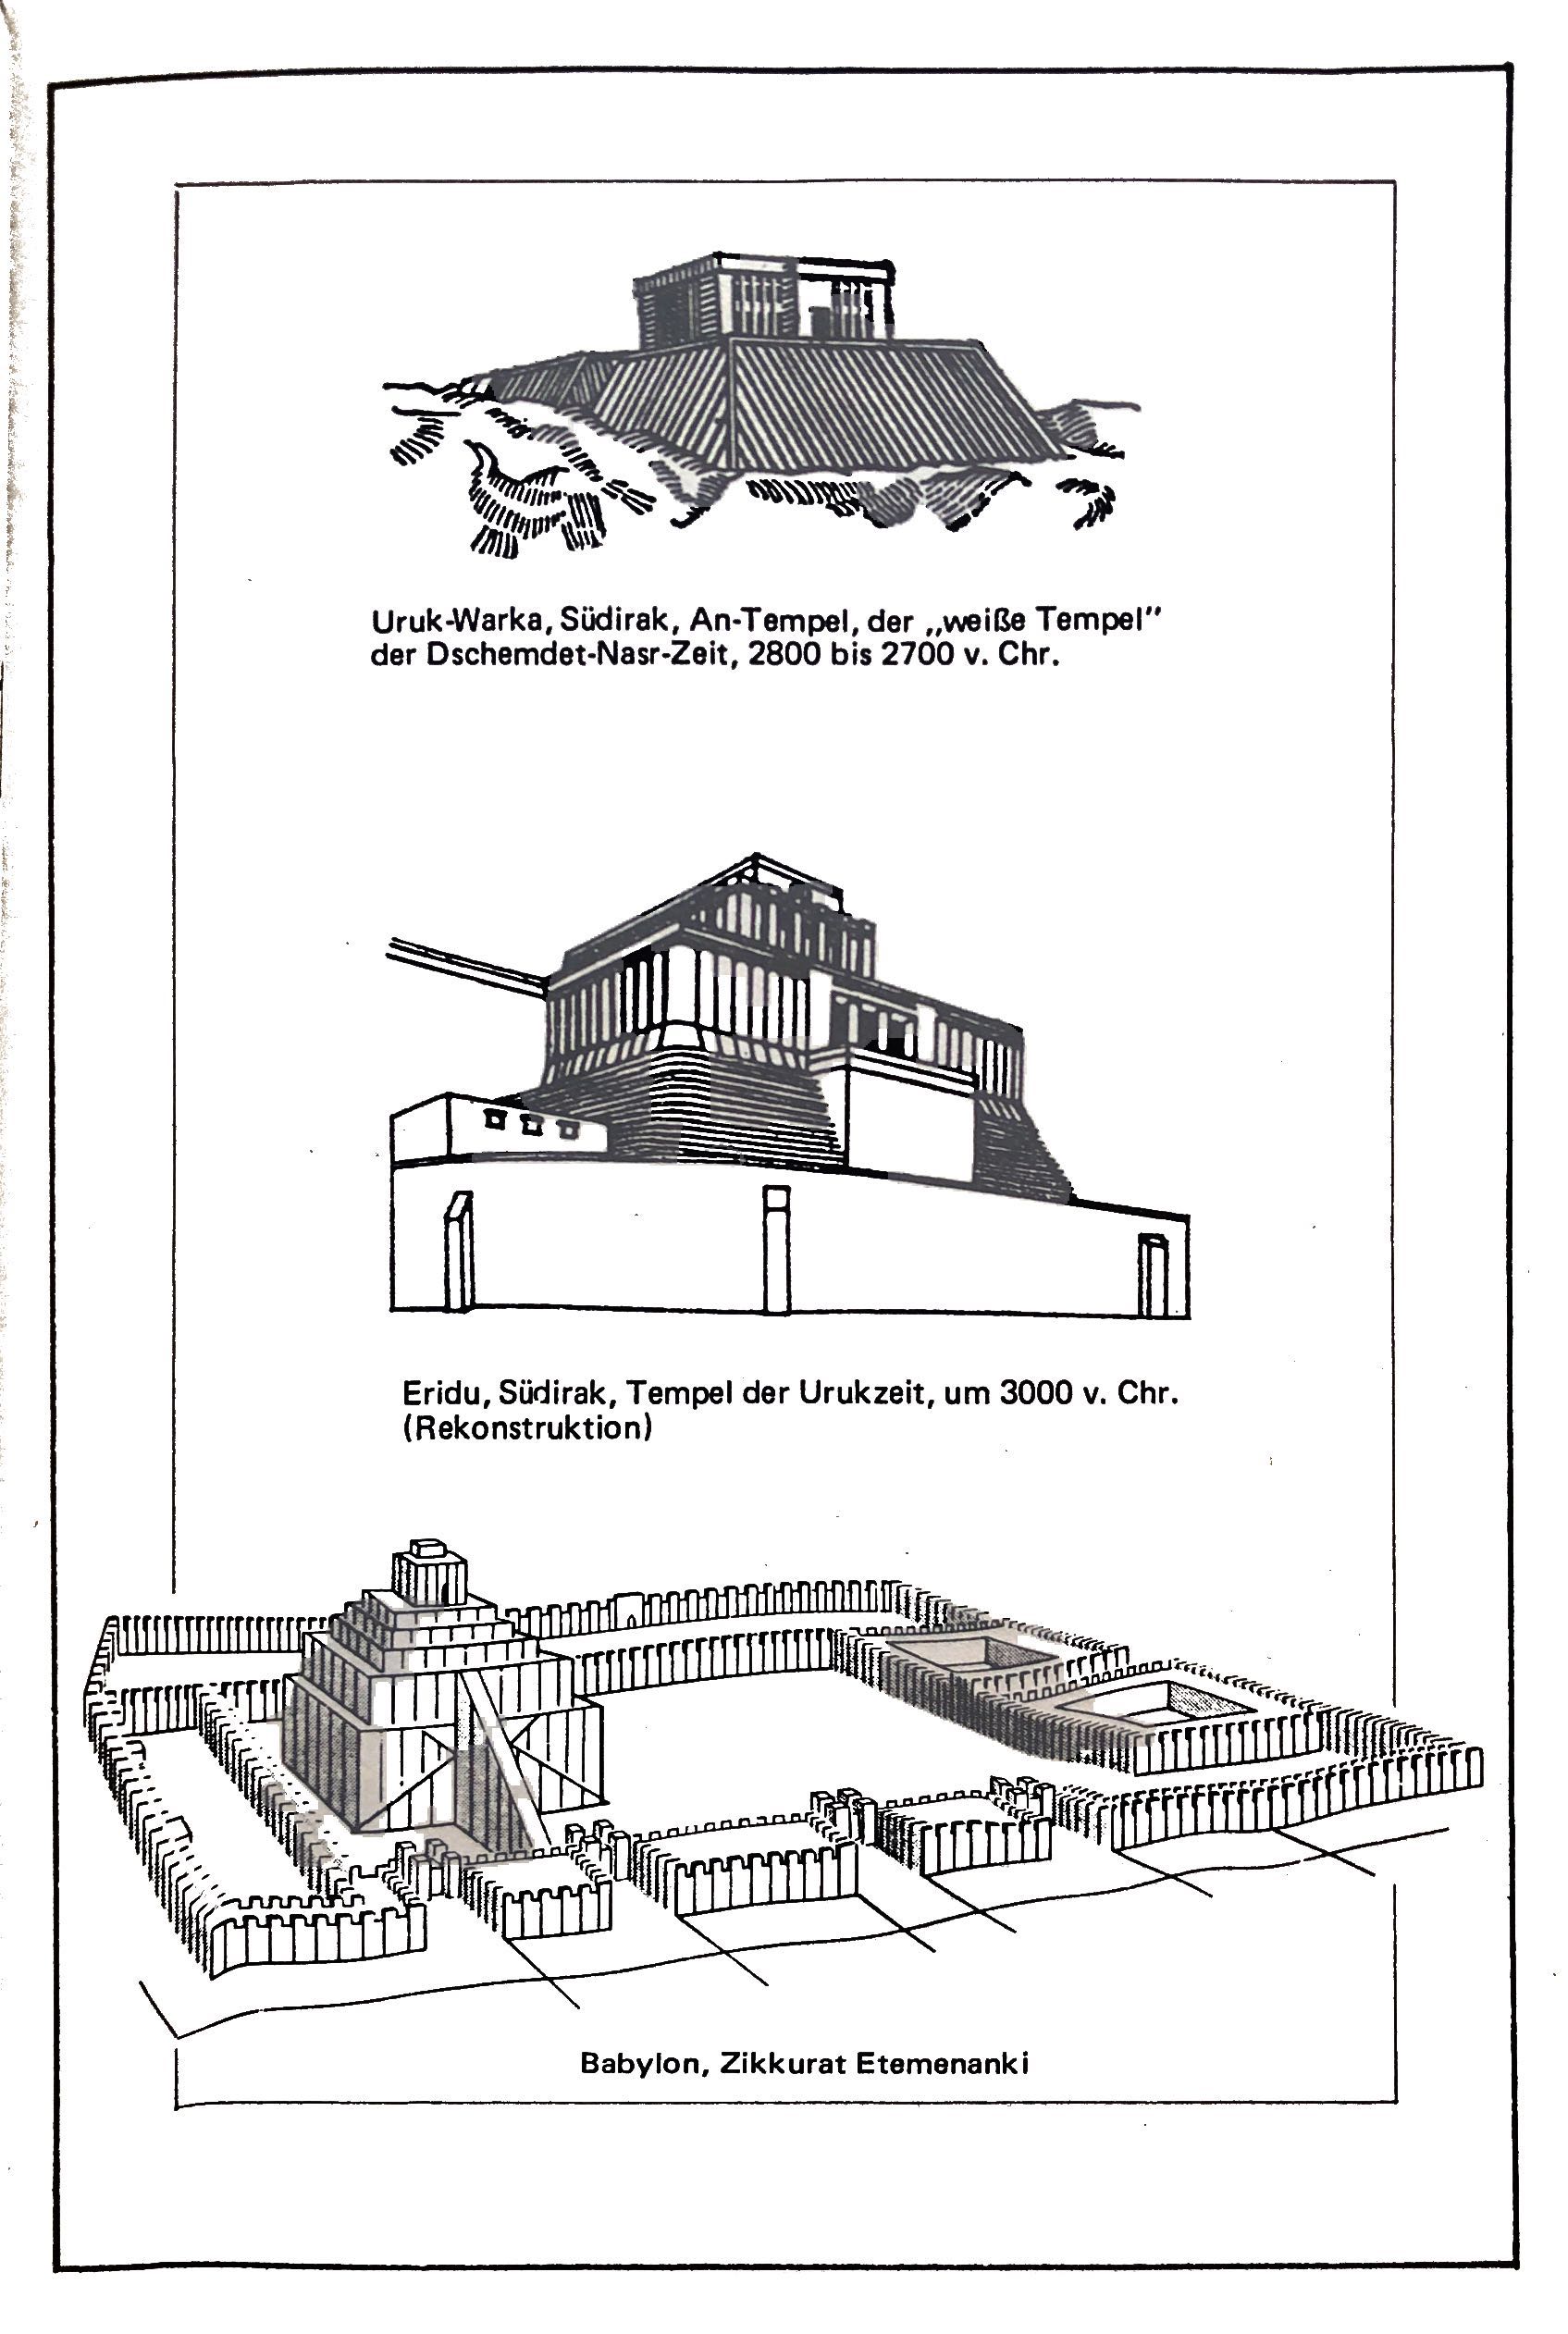 Uruk-Warka, Südirak, An-Tempel, der „weiße Tempel”
der Dschemdet-Nasr-Zeit, 2800 bis 2700 v. Chr.
Eridu, Südirak, Tempel der Urukzeit, um 3000 v. Chr.
(Rekonstruktion)
Babylon, Zikkurat Etemenanki